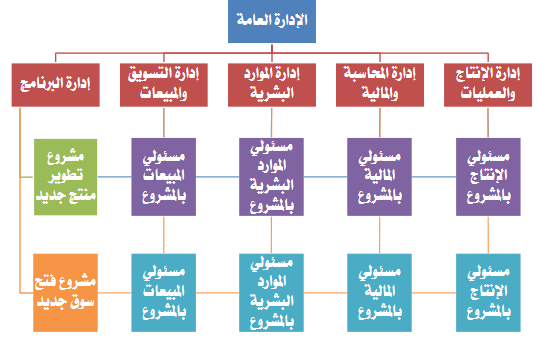 الإدارة العامة
إدارة الإنتاج
والعمليات
إدارة المحاسبة
والمالية
إدارة الموارد
البشرية
إدارة التسويق
والمبيعات
إدارة البرنامج
مسئولي
الإنتاج
بالمشروع
مسئولي
المالية
بالمشروع
مسئولي
الموارد
البشرية
بالمشروع
مسئولي
المبيعات
بالمشروع
مشروع
تطوير
منتج جديد
مسئولي
الإنتاج
بالمشروع
مسئولي
المالية
بالمشروع
مسئولي
الموارد
البشرية
بالمشروع
مسئولي
المبيعات
بالمشروع
مشروع فتح
سوق جديد